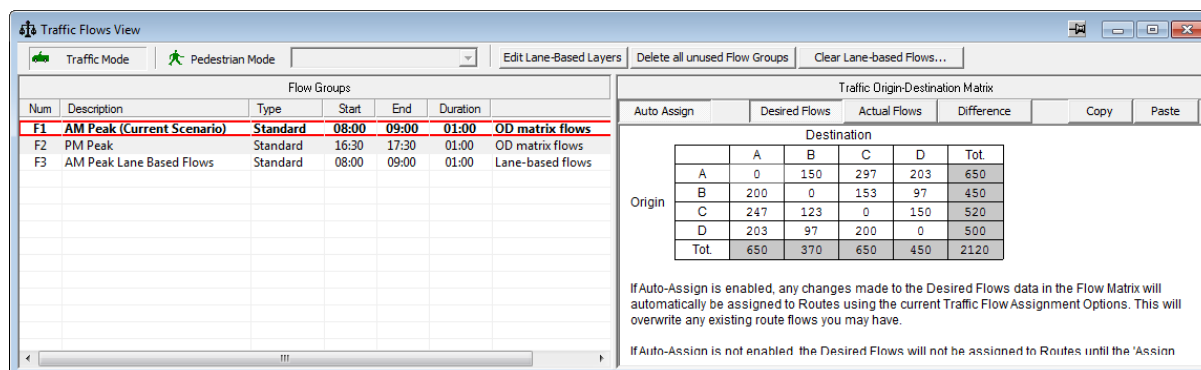 Traffic Flows View
Traffic Mode Pedestrian Mode Edit Lane-Based Layers Delete all unused Flow Groups Clear Lane-based Flows...
Flow Groups
Num Description Type Start End Duration
F1 AM Peak (Current Scenario) Standard 08:00 09:00 01:00 OD matrix flows
F2 PM Peak Standard 16:30 17:30 01:00 OD matrix flows
F3 AM Peak Lane Based Flows Standard 08:00 09:00 01:00 Lane-based flows
Traffic Origin-Destination Matrix
Auto Assign Desired Flows Actual Flows Difference Copy Paste
Destination
A B C D Tot.
A 0 150 297 203 650
B 200 0 153 97 450
Origin
C 247 123 0 150 520
D 203 97 200 0 500
Tot. 650 370 650 450 2120
If Auto-Assign is enabled, any changes made to the Desired Flows data in the Flow Matrix will
automatically be assigned to Routes using the current Traffic Flow Assignment Options. This will
overwrite any existing route flows you may have.
If Auto-Assign is not enabled, the Desired Flows will not be assigned to Routes until the 'Assign